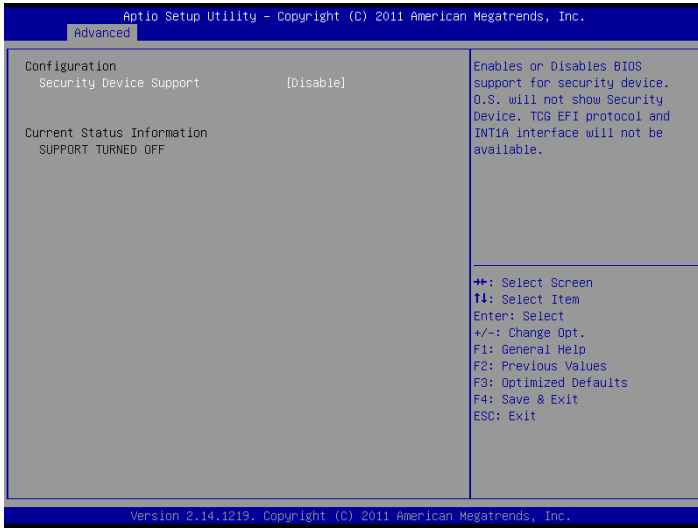 Aptio Setup Utility – Copyright (C) 2011 American Megatrends, Inc.
Advanced
Configuration
Security Device Support [Disable]
Current Status Information
SUPPORT TURNED OFF
Enables or Disables BIOS
support for security device.
O.S. will not show Security
Device. TCG EFI protocol and
INT1A interface will not be
available.
→←: Select Screen
↑↓: Select Item
Enter: Select
+/-: Change Opt.
F1: General Help
F2: Previous Values
F3: Optimized Defaults
F4: Save & Exit
ESC: Exit
Version 2.14.1219. Copyright (C) 2011 American Megatrends, Inc.